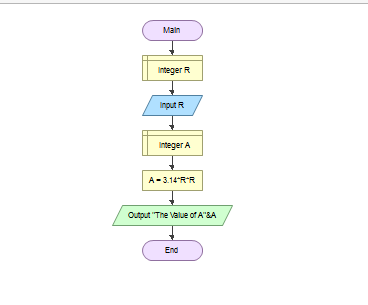 Main
Integer R
Input R
Integer A
A = 3.14*R*R
Output "The Value of A"&A
End